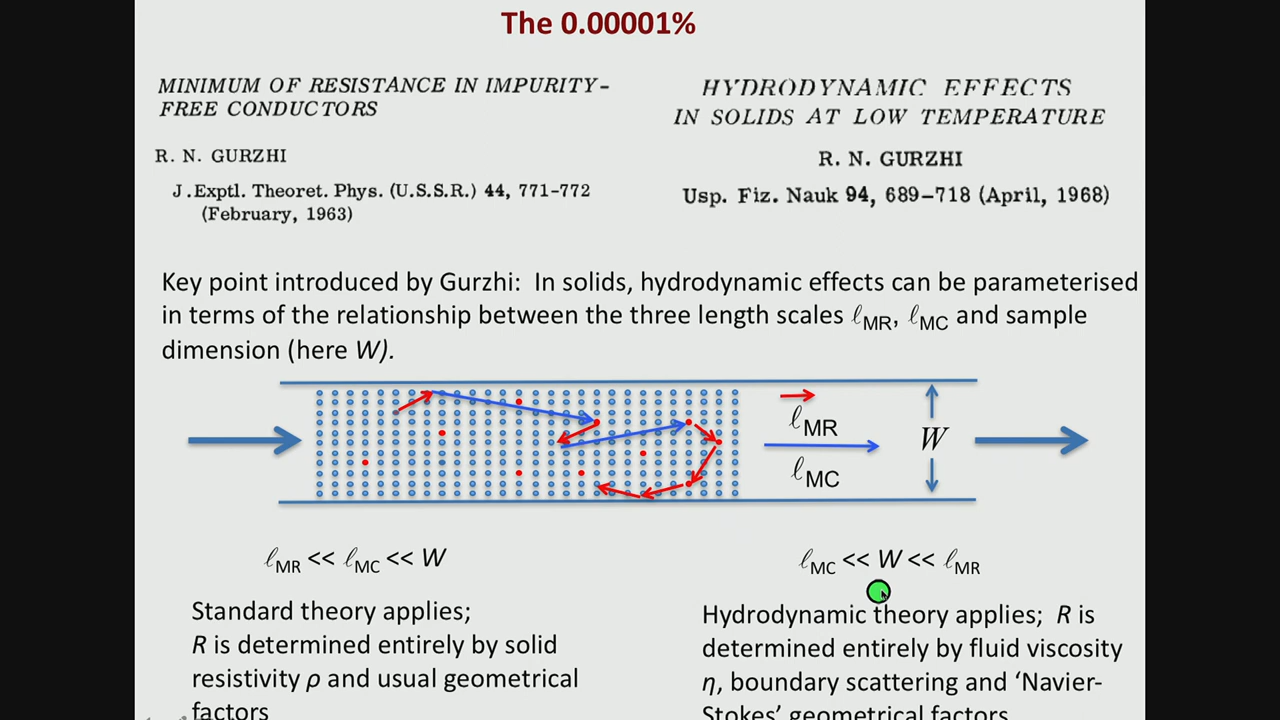 The 0.00001%
MINIMUM OF RESISTANCE IN IMPURITY-
FREE CONDUCTORS
R. N. GURZHI
J.Exptl. Theoret. Phys. (U.S.S.R.) 44, 771-772
(February, 1963)
HYDRODYNAMIC EFFECTS
IN SOLIDS AT LOW TEMPERATURE
R. N. GURZHI
Usp. Fiz. Nauk 94, 689–718 (April, 1968)
Key point introduced by Gurzhi: In solids, hydrodynamic effects can be parameterised
in terms of the relationship between the three length scales ℓMR, ℓMC and sample
dimension (here W).
ℓMR
ℓMC
W
ℓMR << ℓMC << W
Standard theory applies;
R is determined entirely by solid
resistivity ρ and usual geometrical
factors
ℓMC << W << ℓMR
Hydrodynamic theory applies; R is
determined entirely by fluid viscosity
η, boundary scattering and ‘Navier-
Stokes’ geometrical factors